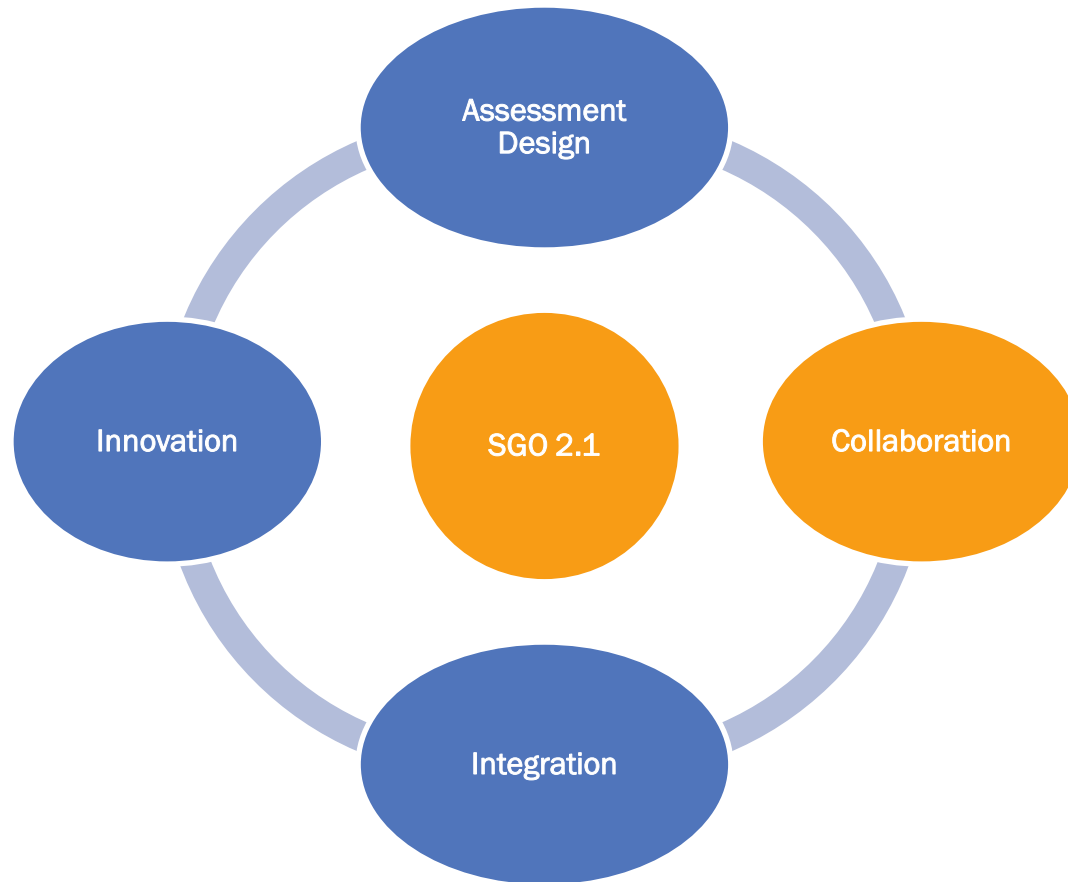 Assessment
Design
Innovation
SGO 2.1
Collaboration
Integration